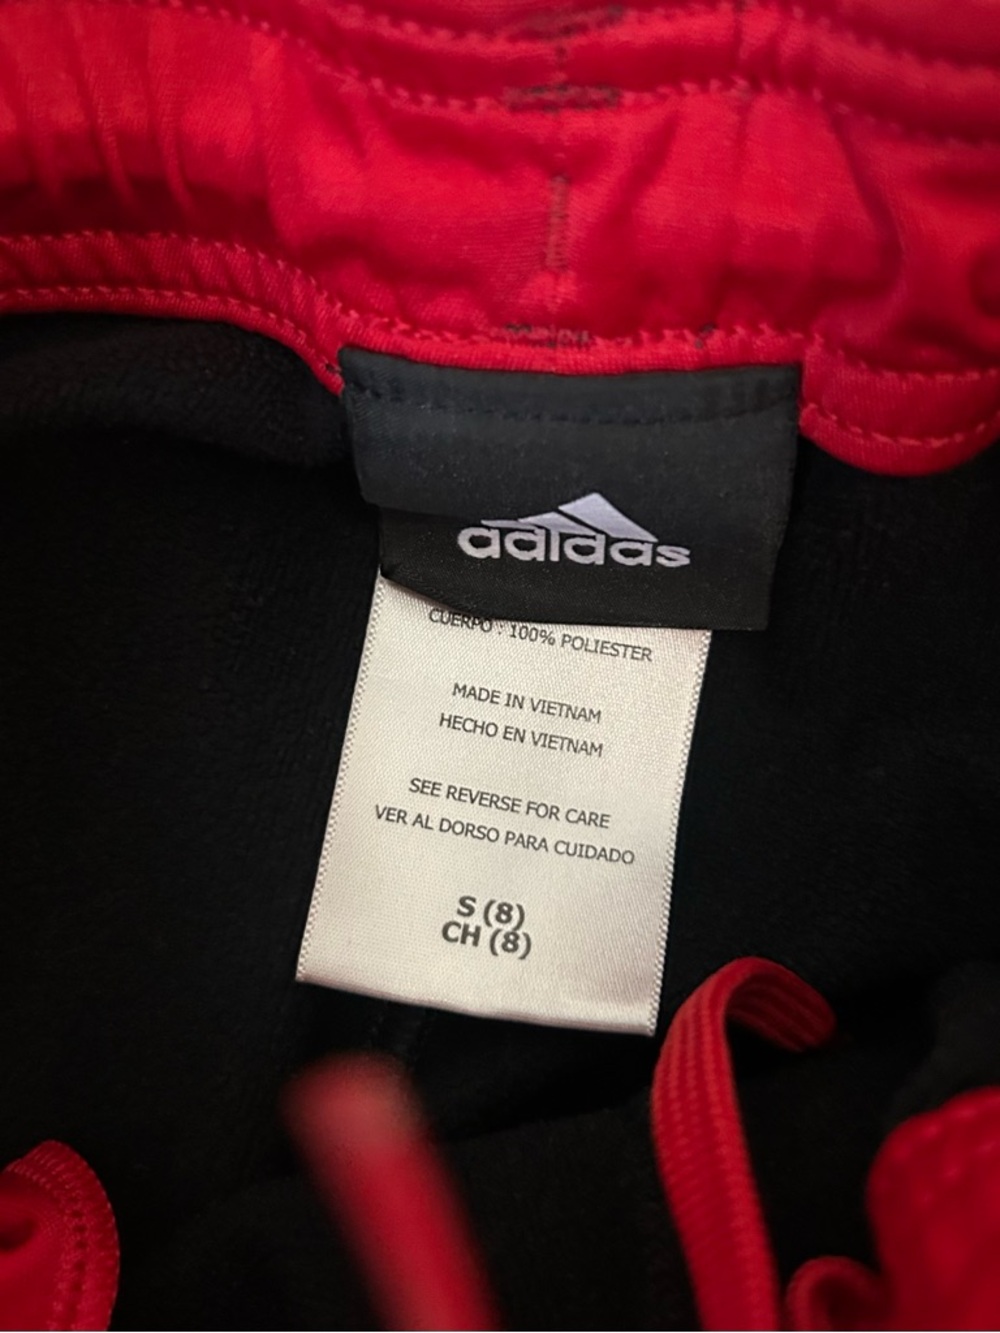 adidas
CUERPO : 100% POLIESTER
MADE IN VIETNAM
HECHO EN VIETNAM
SEE REVERSE FOR CARE
VER AL DORSO PARA CUIDADO
S (8)
CH (8)